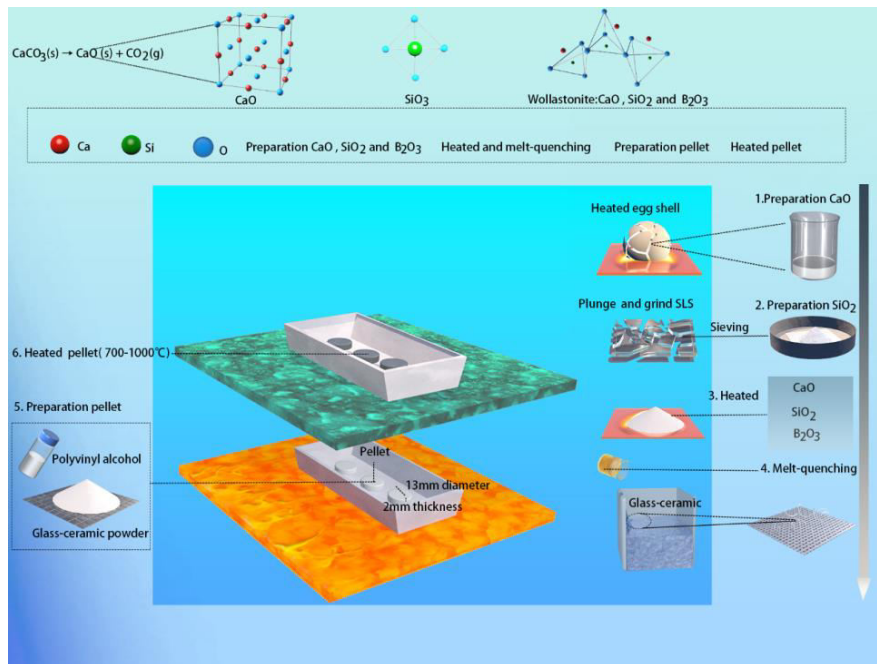 CaCO3(s) → CaO (s) + CO2(g)
CaO
SiO3
Wollastonite:CaO , SiO2 and B2O3
Ca
Si
O
Preparation CaO , SiO2 and B2O3
Heated and melt-quenching
Preparation pellet
Heated pellet
Heated egg shell
1.Preparation CaO
Plunge and grind SLS
Sieving
2. Preparation SiO2
6. Heated pellet( 700-1000℃)
3. Heated
CaO
SiO2
B2O3
5. Preparation pellet
Polyvinyl alcohol
Glass-ceramic powder
Pellet
13mm diameter
2mm thickness
4. Melt-quenching
Glass-ceramic